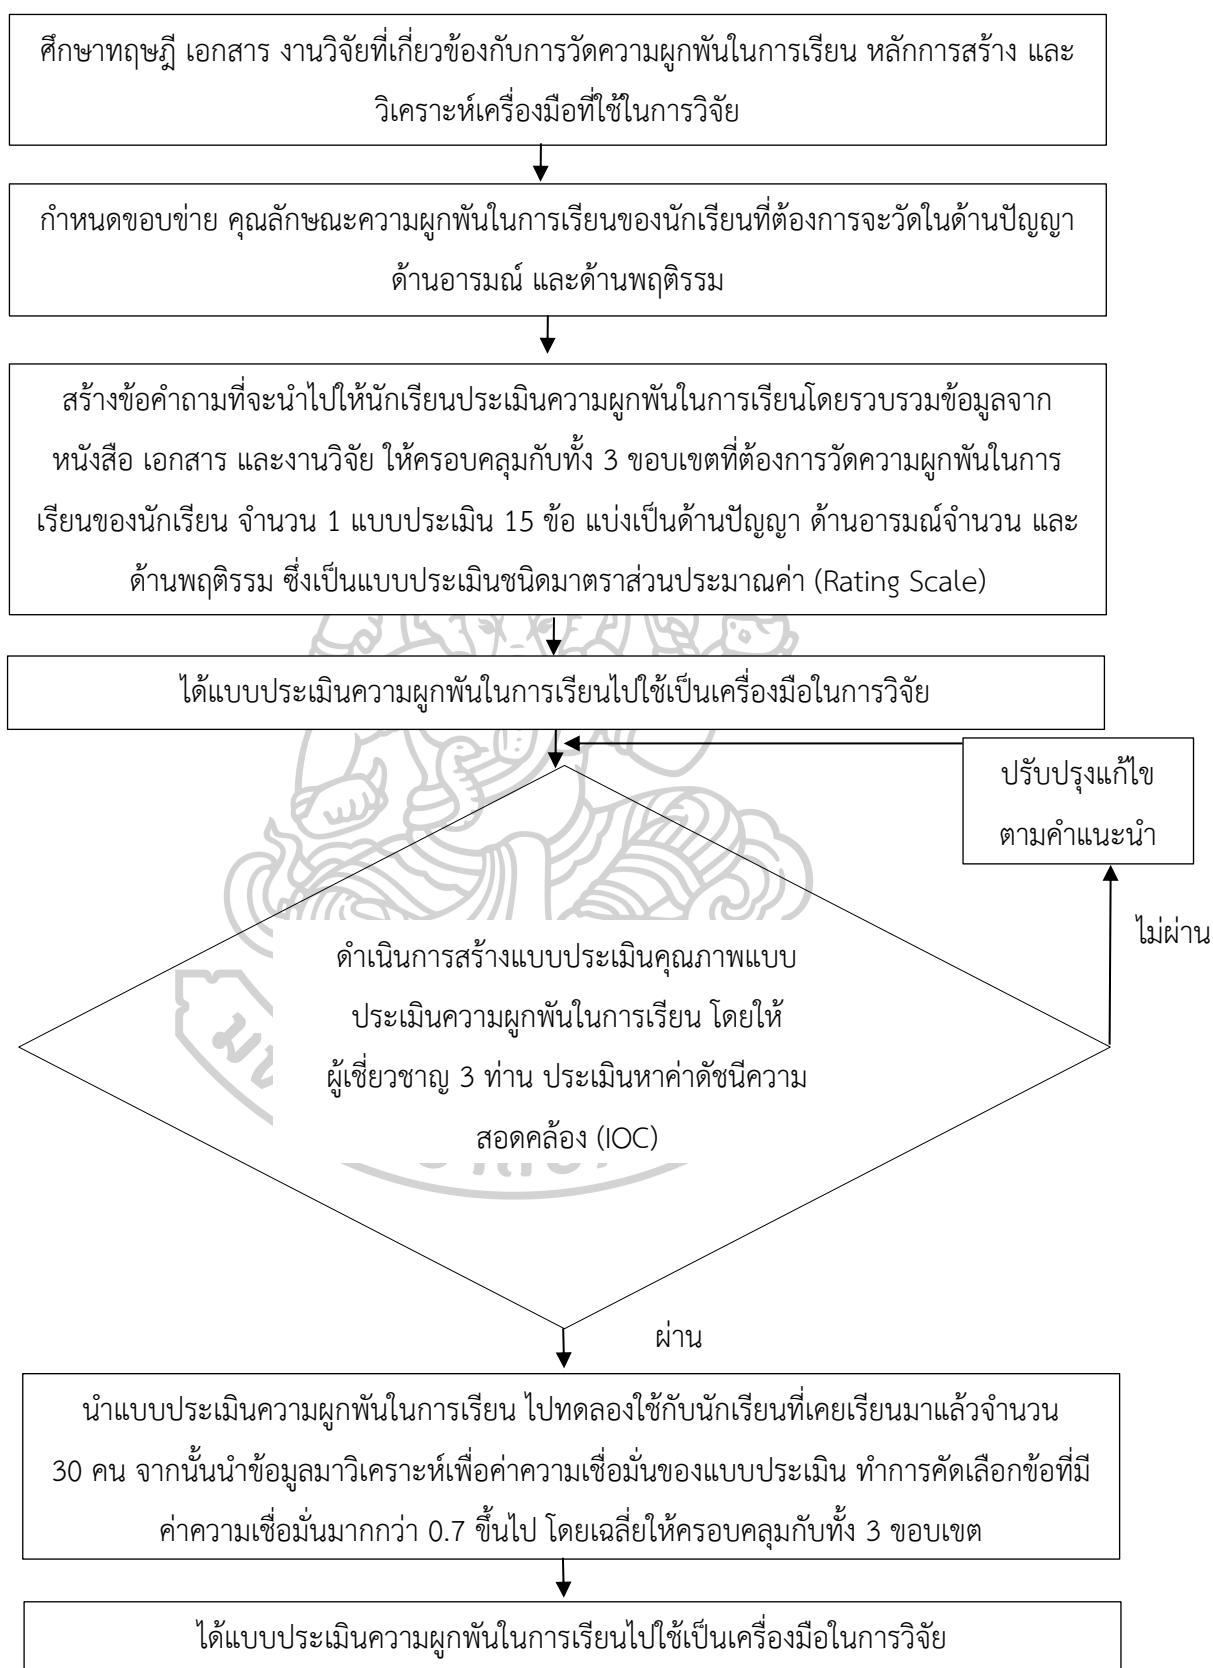 ศึกษาทฤษฎี เอกสาร งานวิจัยที่เกี่ยวข้องกับการวัดความผูกพันในการเรียน หลักการสร้าง และ
วิเคราะห์เครื่องมือที่ใช้ในการวิจัย
กำหนดขอบข่าย คุณลักษณะความผูกพันในการเรียนของนักเรียนที่ต้องการจะวัดในด้านปัญญา
ด้านอารมณ์ และด้านพฤติรรม
สร้างข้อคำถามที่จะนำไปให้นักเรียนประเมินความผูกพันในการเรียนโดยรวบรวมข้อมูลจาก
หนังสือ เอกสาร และงานวิจัย ให้ครอบคลุมกับทั้ง 3 ขอบเขตที่ต้องการวัดความผูกพันในการ
เรียนของนักเรียน จำนวน 1 แบบประเมิน 15 ข้อ แบ่งเป็นด้านปัญญา ด้านอารมณ์จำนวน และ
ด้านพฤติรรม ซึ่งเป็นแบบประเมินชนิดมาตราส่วนประมาณค่า (Rating Scale)
ได้แบบประเมินความผูกพันในการเรียนไปใช้เป็นเครื่องมือในการวิจัย
ปรับปรุงแก้ไข
ตามคำแนะนำ
ไม่ผ่าน
ดำเนินการสร้างแบบประเมินคุณภาพแบบ
ประเมินความผูกพันในการเรียน โดยให้
ผู้เชี่ยวชาญ 3 ท่าน ประเมินหาค่าดัชนีความ
สอดคล้อง (IOC)
ผ่าน
นำแบบประเมินความผูกพันในการเรียน ไปทดลองใช้กับนักเรียนที่เคยเรียนมาแล้วจำนวน
30 คน จากนั้นนำข้อมูลมาวิเคราะห์เพื่อค่าความเชื่อมั่นของแบบประเมิน ทำการคัดเลือกข้อที่มี
ค่าความเชื่อมั่นมากกว่า 0.7 ขึ้นไป โดยเฉลี่ยให้ครอบคลุมกับทั้ง 3 ขอบเขต
ได้แบบประเมินความผูกพันในการเรียนไปใช้เป็นเครื่องมือในการวิจัย